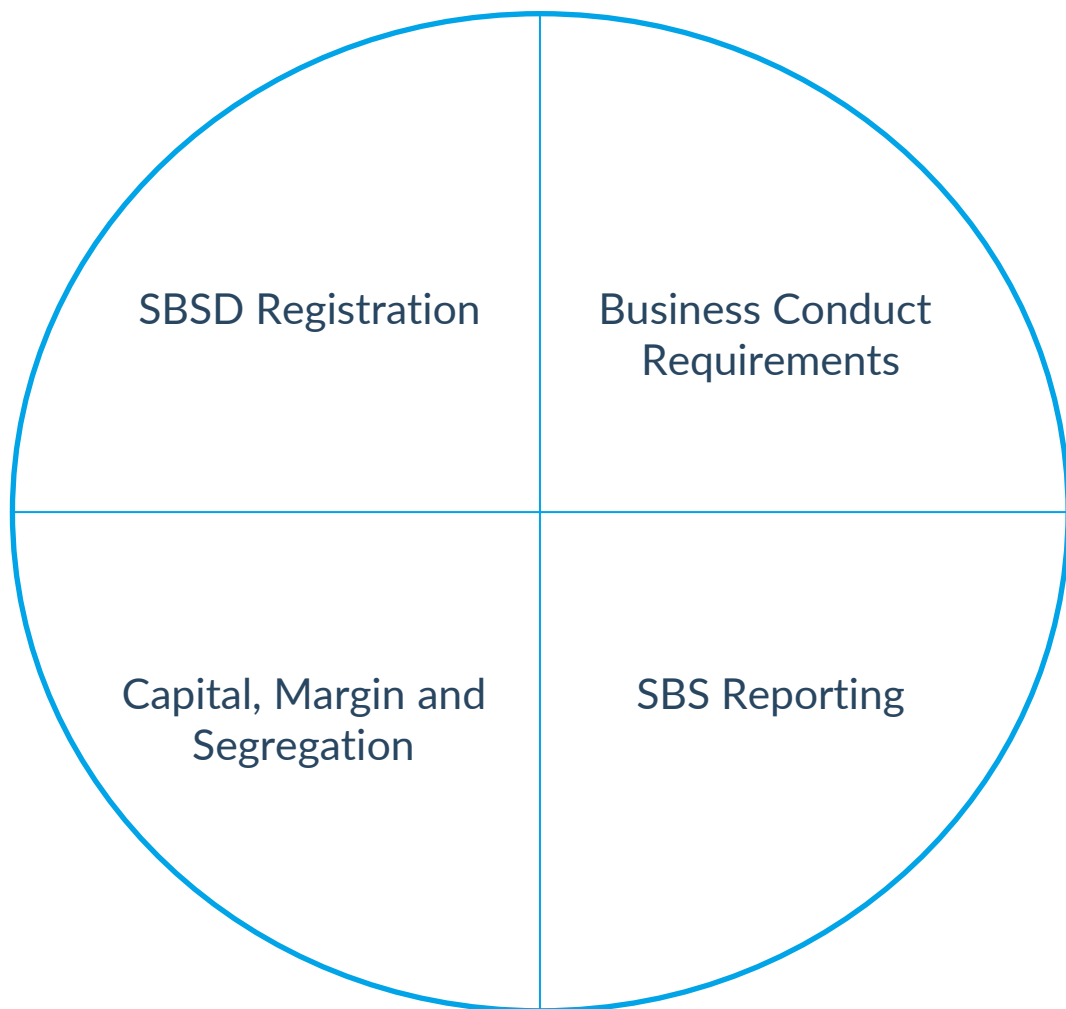 SBSD Registration
Business Conduct
Requirements
Capital, Margin and
Segregation
SBS Reporting